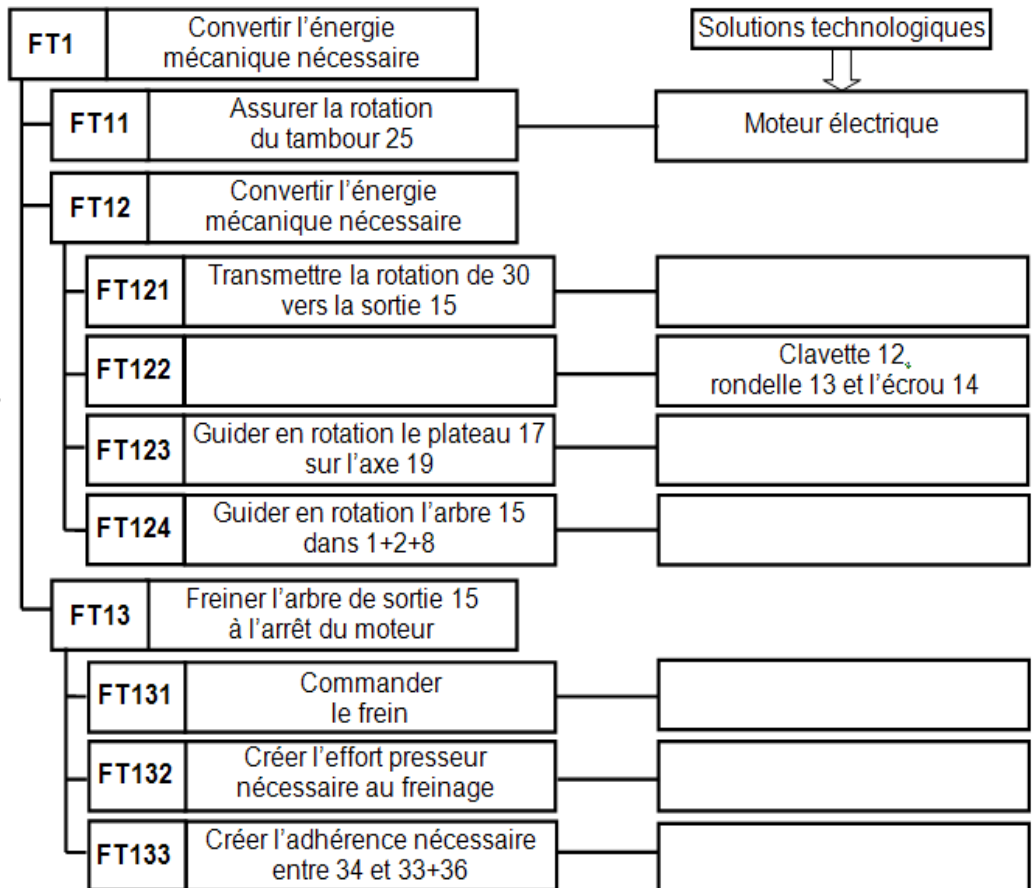 FT1
Convertir l’énergie
mécanique nécessaire
Solutions technologiques
FT11
Assurer la rotation
du tambour 25
Moteur électrique
FT12
Convertir l’énergie
mécanique nécessaire
FT121
Transmettre la rotation de 30
vers la sortie 15
FT122
Clavette 12,
rondelle 13 et l’écrou 14
FT123
Guider en rotation le plateau 17
sur l’axe 19
FT124
Guider en rotation l’arbre 15
dans 1+2+8
FT13
Freiner l’arbre de sortie 15
à l’arrêt du moteur
FT131
Commander
le frein
FT132
Créer l’effort presseur
nécessaire au freinage
FT133
Créer l’adhérence nécessaire
entre 34 et 33+36